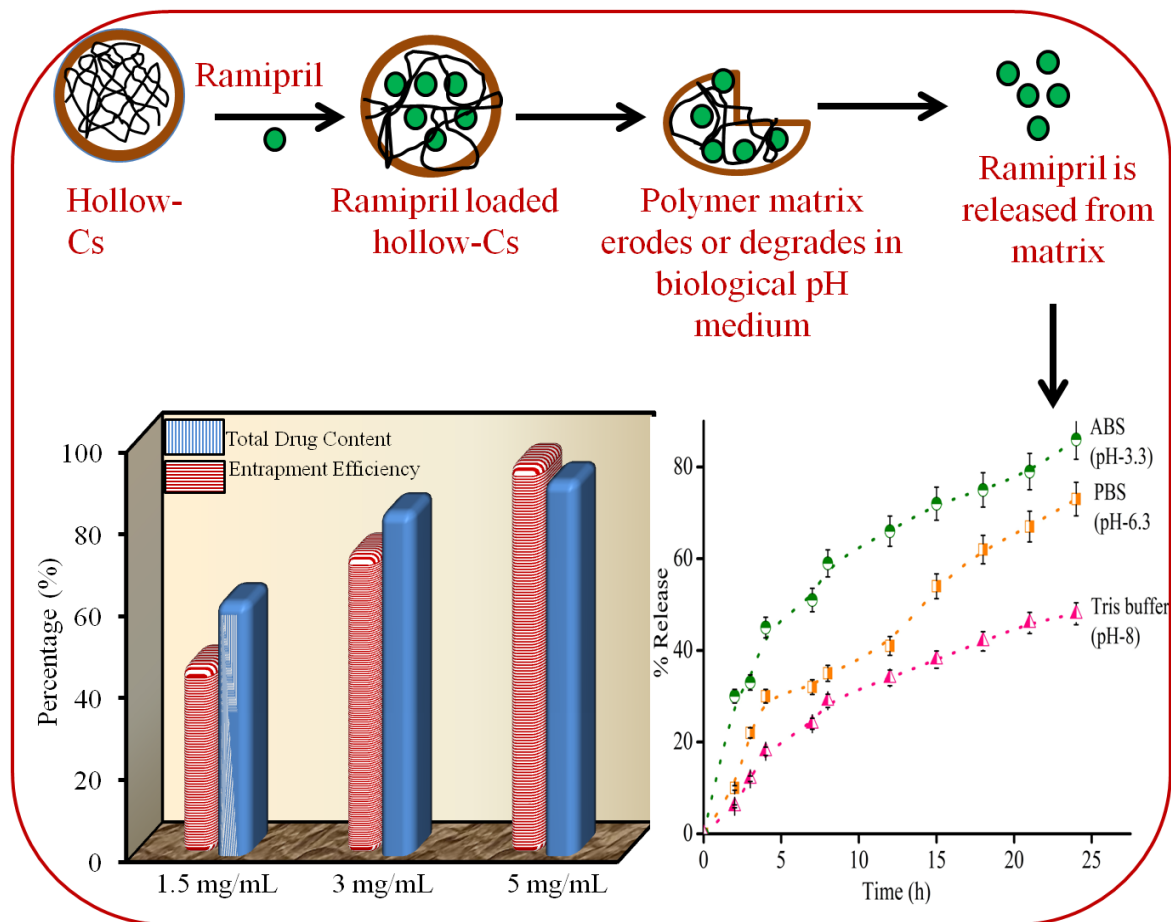 Ramipril
Hollow-
Cs
Ramipril loaded
hollow-Cs
Polymer matrix
erodes or degrades in
biological pH
medium
Ramipril is
released from
matrix
Total Drug Content
Entrapment Efficiency
Percentage (%)
100
80
60
40
20
0
1.5 mg/mL
3 mg/mL
5 mg/mL
ABS
(pH-3.3)
PBS
(pH-6.3
Tris buffer
(pH-8)
% Release
80
60
40
20
0
0
5
10
15
20
25
Time (h)